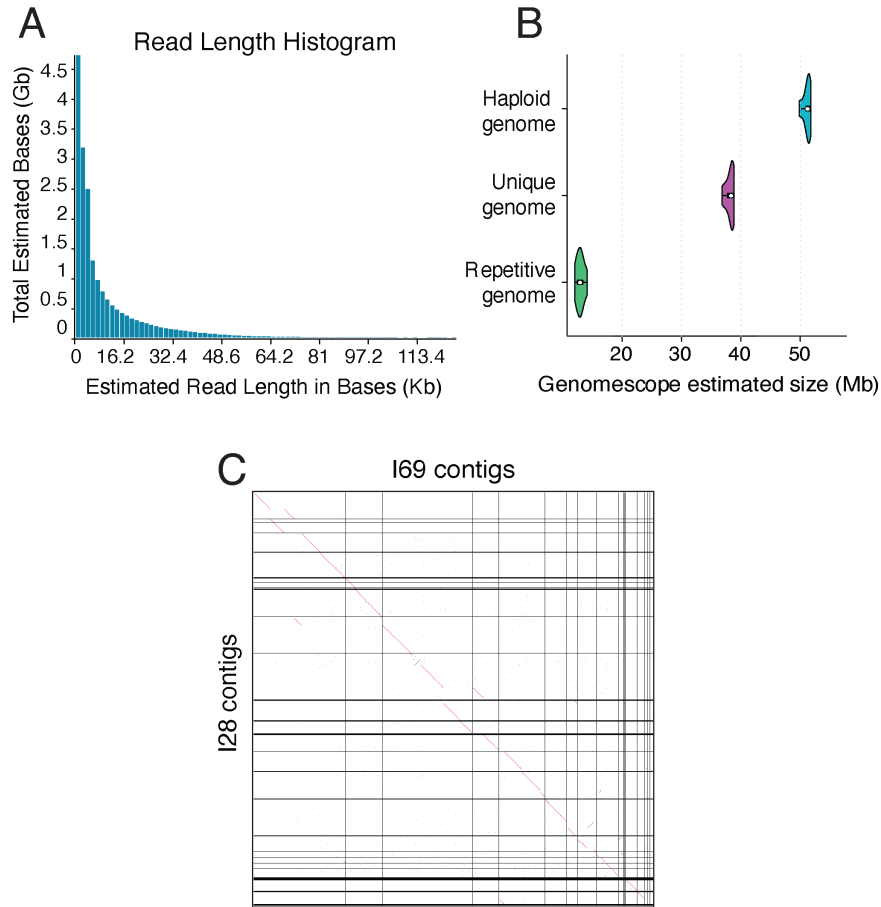 A
Read Length Histogram
Total Estimated Bases (Gb)
4.5
4
3.5
3
2.5
2
1.5
1
0.5
0
0 16.2 32.4 48.6 64.2 81 97.2 113.4
Estimated Read Length in Bases (Kb)
B
Haploid
genome
Unique
genome
Repetitive
genome
20 30 40 50
Genomescope estimated size (Mb)
C
I69 contigs
I28 contigs